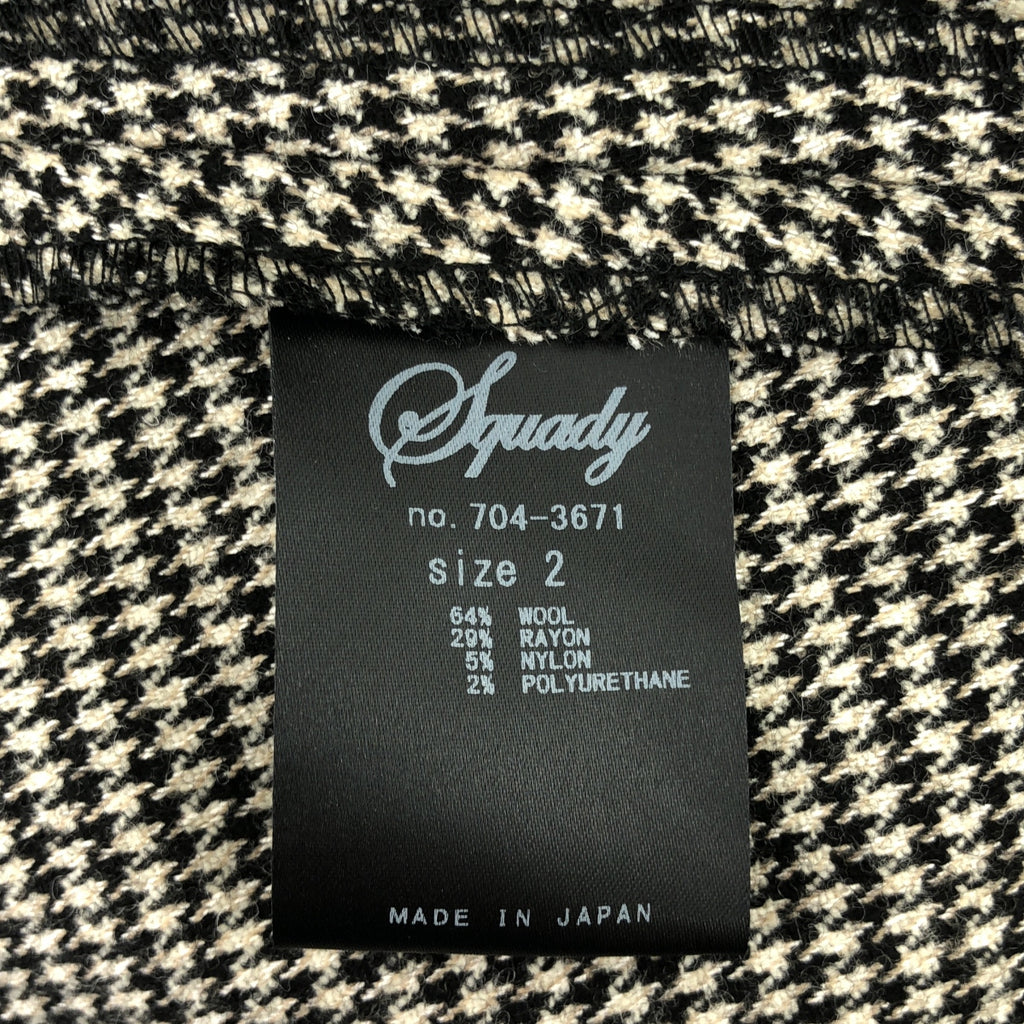 Squady
no. 704-3671
size 2
64% WOOL
29% RAYON
5% NYLON
2% POLYURETHANE
MADE IN JAPAN